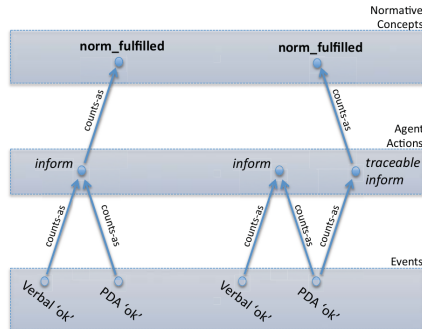 Normative
Concepts
norm_fulfilled norm_fulfilled
counts-as counts-as
Agent
Actions
inform inform traceable
inform
counts-as counts-as counts-as counts-as counts-as
Events
Verbal 'ok' PDA 'ok' Verbal 'ok' PDA 'ok'